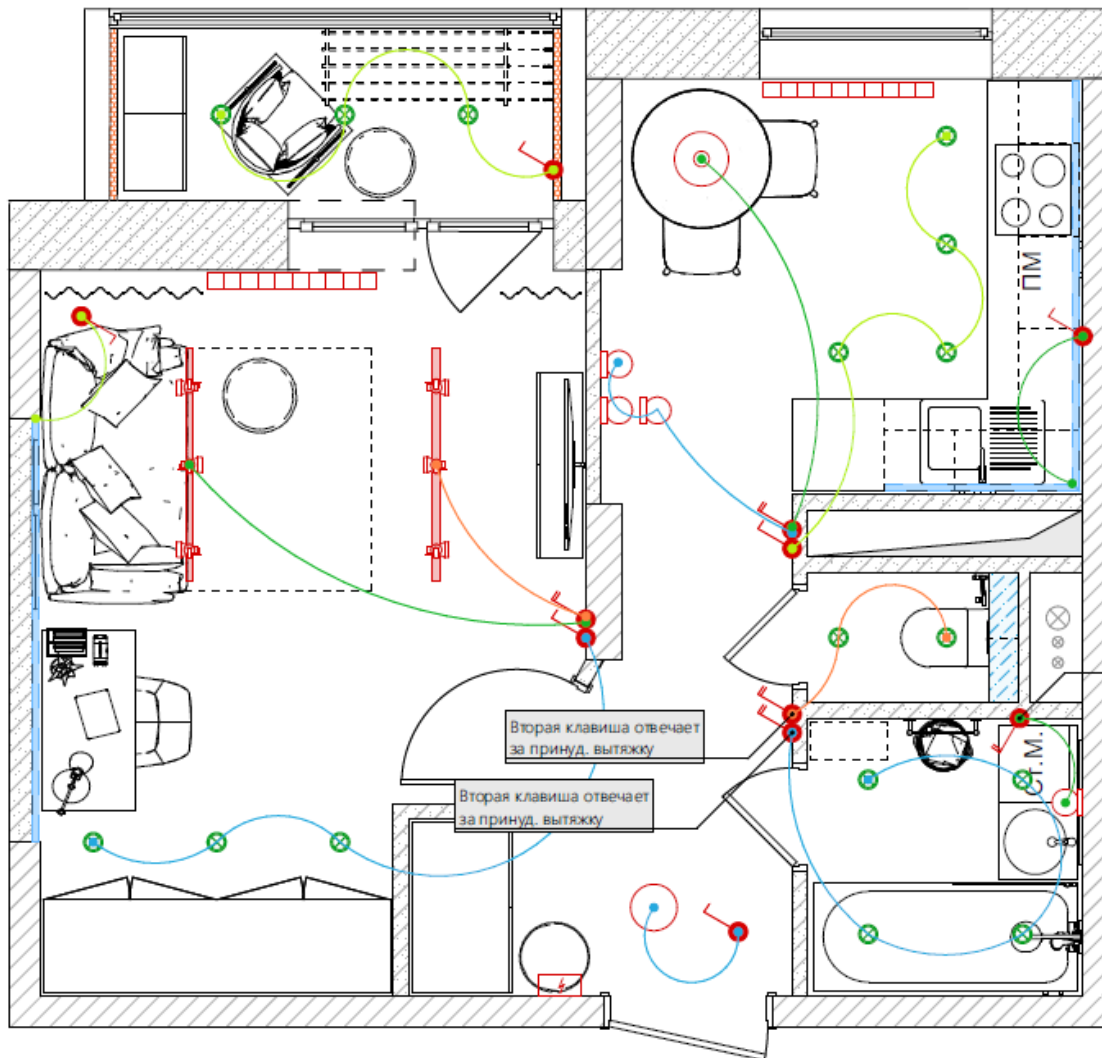 ПМ
Вторая клавиша отвечает
за принуд. вытяжку
Вторая клавиша отвечает
за принуд. вытяжку
Ст.М.